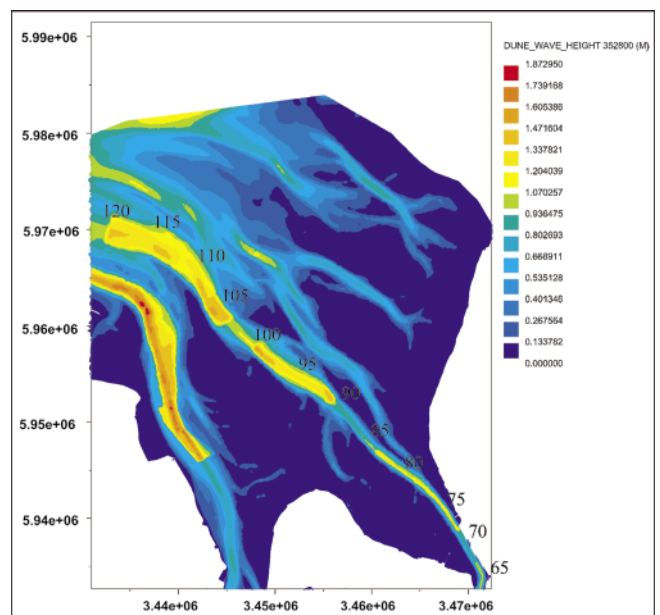 DUNE_WAVE_HEIGHT 352800 (M)
1.872950
1.739168
1.605386
1.471604
1.337821
1.204039
1.070257
0.936475
0.802693
0.668911
0.535128
0.401346
0.267564
0.133782
0.000000
5.99e+06
5.98e+06
5.97e+06
5.96e+06
5.95e+06
5.94e+06
120
115
110
105
100
95
90
85
80
75
70
65
3.44e+06
3.45e+06
3.46e+06
3.47e+06